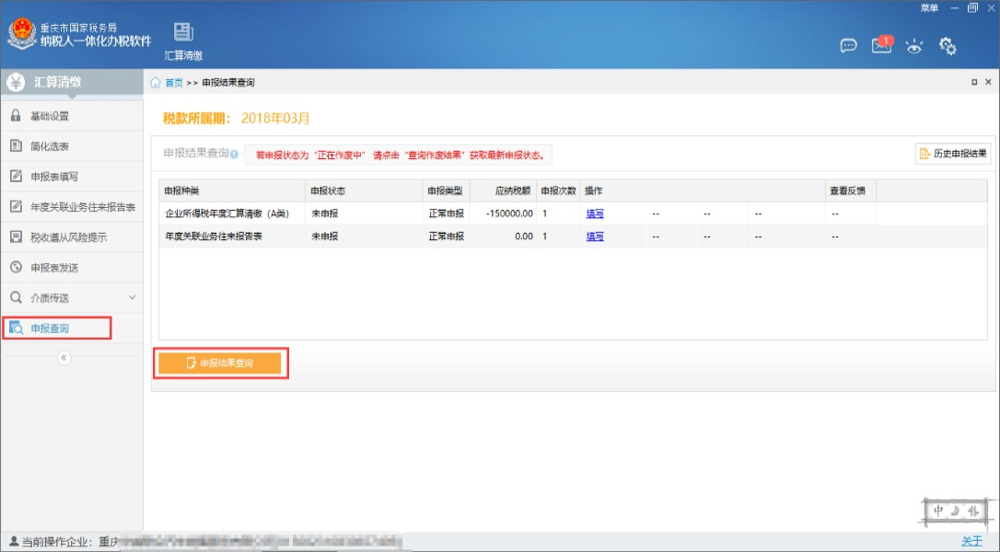 菜单
重庆市国家税务局
纳税人一体化办税软件
汇算清缴
1
汇算清缴
首页 >> 申报结果查询
基础设置
简化选表
申报表填写
年度关联业务往来报告表
税收遵从风险提示
申报表发送
介质传送
申报查询
税款所属期： 2018年03月
申报结果查询
若申报状态为“正在作废中” 请点击“查询作废结果”获取最新申报状态。
历史申报结果
申报种类 申报状态 申报类型 应纳税额 申报次数 操作 查看反馈
企业所得税年度汇算清缴（A类） 未申报 正常申报 -150000.00 1 填写 -- -- -- --
年度关联业务往来报告表 未申报 正常申报 0.00 1 填写 -- -- -- --
申报结果查询
中
当前操作企业：重庆
关于